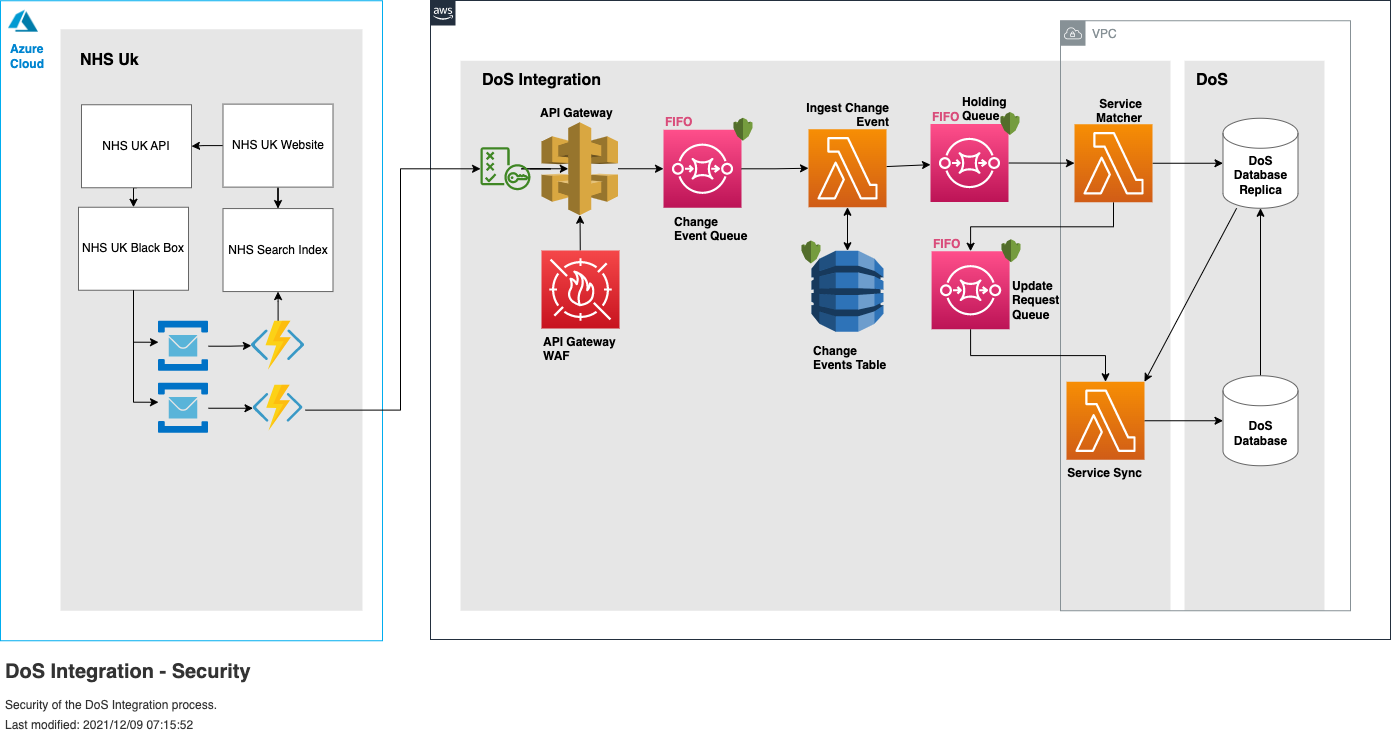 Azure
Cloud
NHS Uk
NHS UK API
NHS UK Website
NHS UK Black Box
NHS Search Index
aws
VPC
DoS Integration
DoS
API Gateway
FIFO
Change
Event Queue
API Gateway
WAF
Ingest Change
Event
Change
Events Table
Holding
FIFO Queue
FIFO
Update
Request
Queue
Service
Matcher
Service Sync
DoS
Database
Replica
DoS
Database
DoS Integration - Security
Security of the DoS Integration process.
Last modified: 2021/12/09 07:15:52